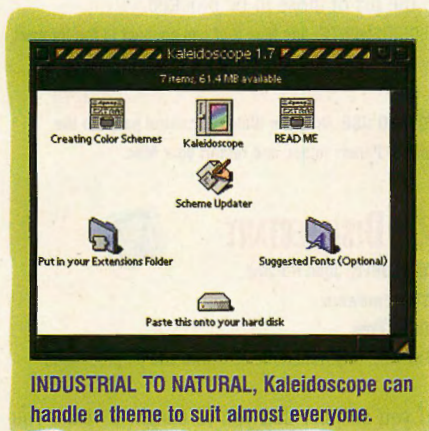 Kaleidoscope 1.7
7 items, 61.4 MB available
Creating Color Schemes
Kaleidoscope
READ ME
Scheme Updater
Put in your Extensions Folder
Suggested Fonts (Optional)
Paste this onto your hard disk
INDUSTRIAL TO NATURAL, Kaleidoscope can
handle a theme to suit almost everyone.